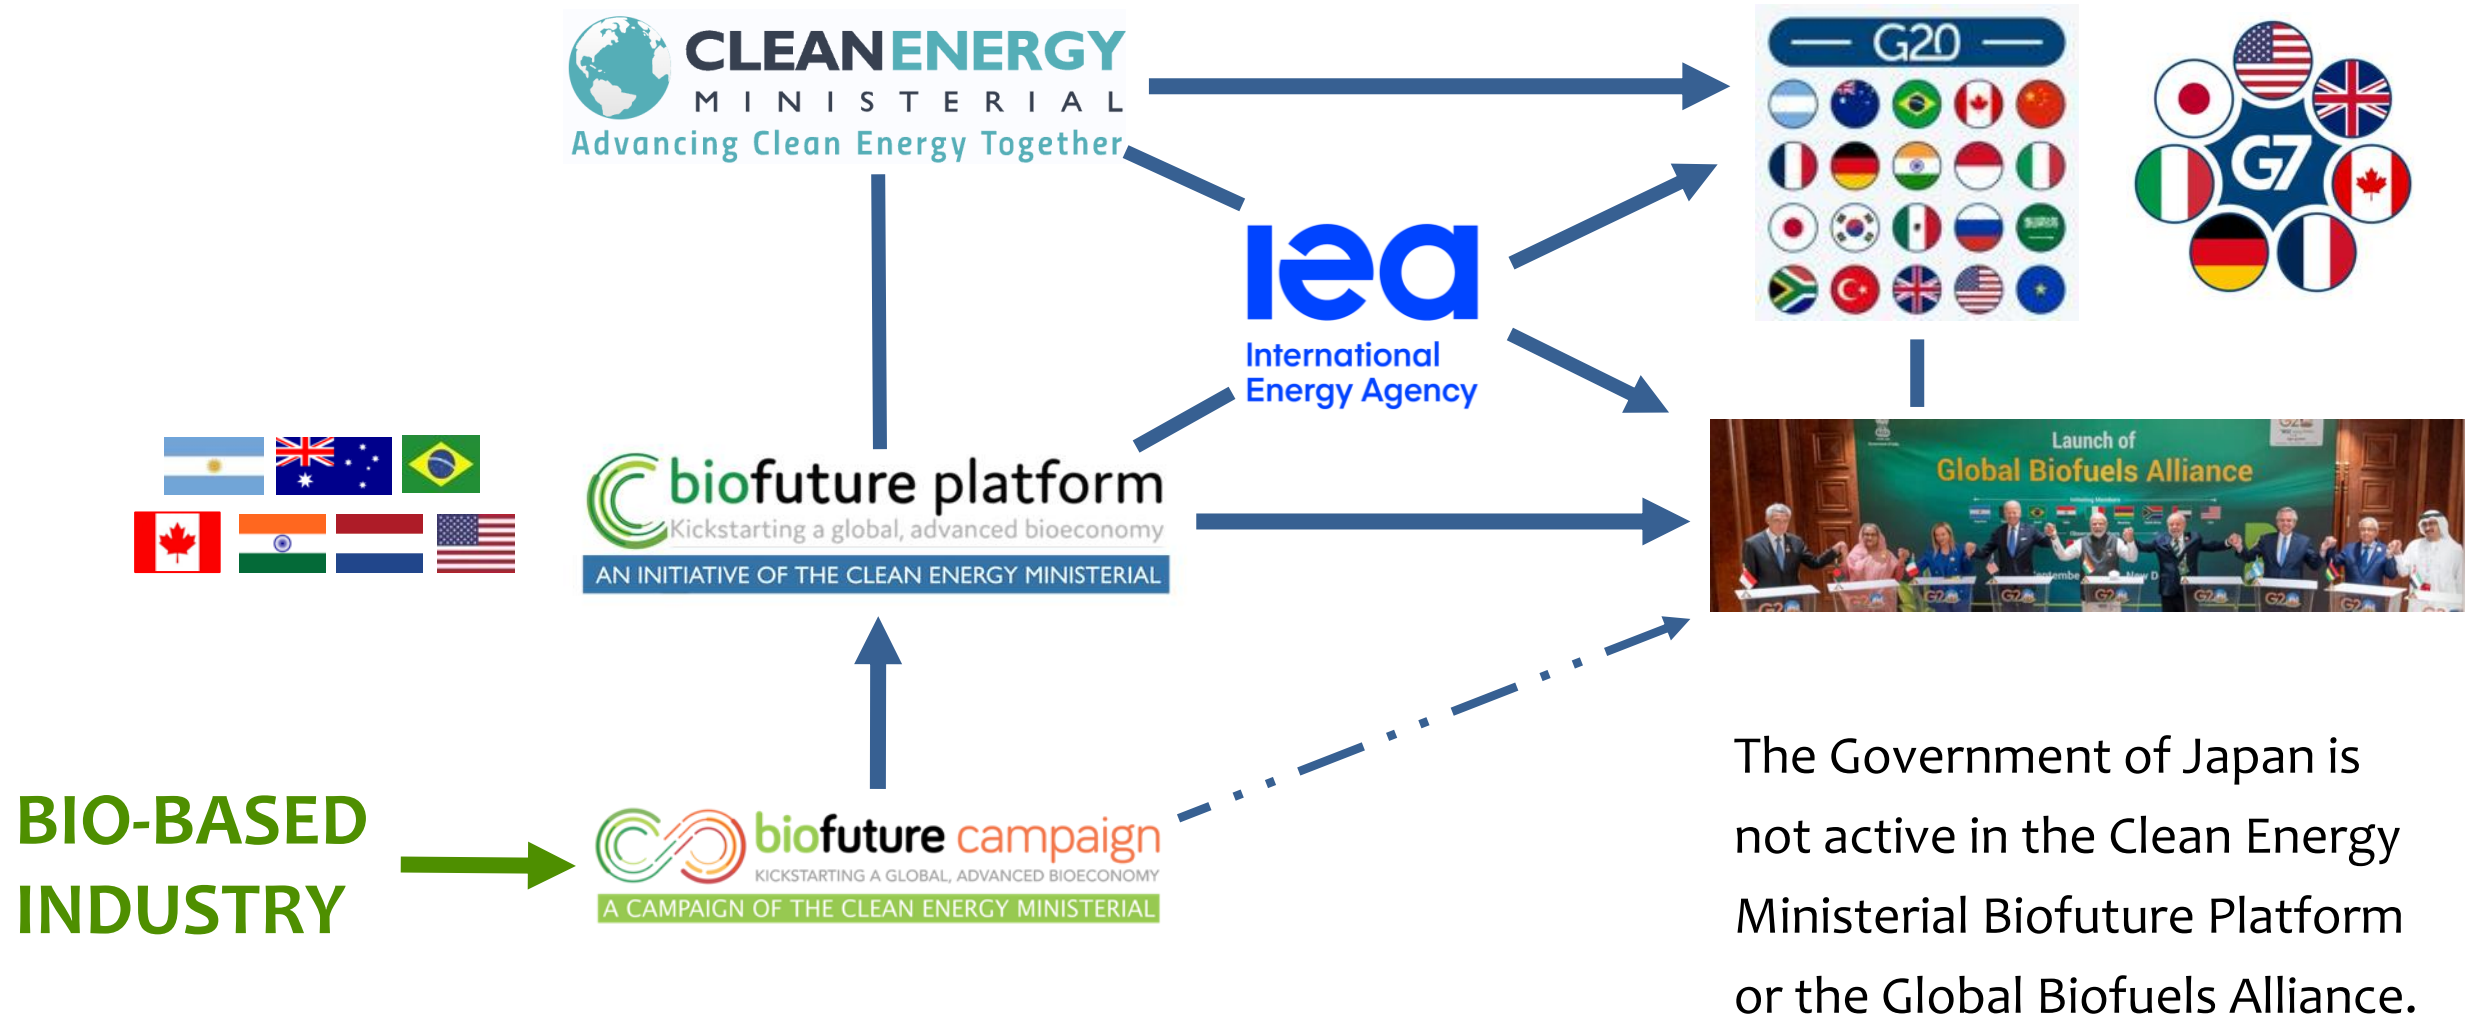 CLEANENERGY
MINISTERIAL
Advancing Clean Energy Together
G20
G7
iea
International
Energy Agency
Launch of
Global Biofuels Alliance
biofuture platform
Kickstarting a global, advanced bioeconomy
AN INITIATIVE OF THE CLEAN ENERGY MINISTERIAL
BIO-BASED
INDUSTRY
biofuture campaign
KICKSTARTING A GLOBAL, ADVANCED BIOECONOMY
A CAMPAIGN OF THE CLEAN ENERGY MINISTERIAL
The Government of Japan is
not active in the Clean Energy
Ministerial Biofuture Platform
or the Global Biofuels Alliance.